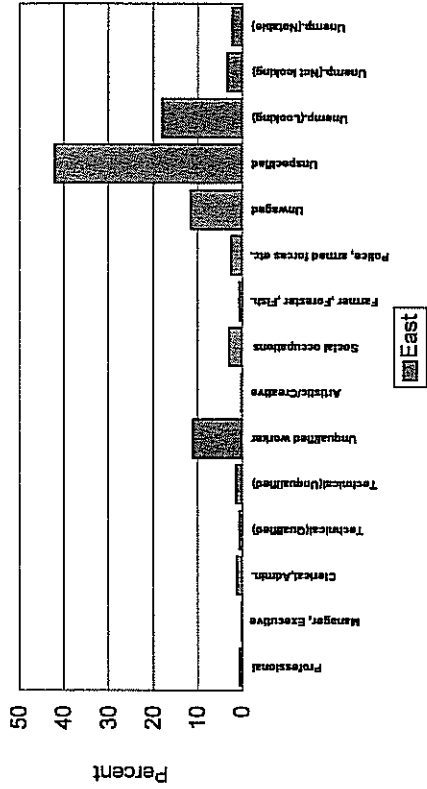 Percent
50
40
30
20
10
0
Professional
Manager, Executive
Clerical,Admin.
Technical(Qualified)
Technical(Unqualified)
Unqualified worker
Artistic/Creative
Social occupations
Farmer ,Forester ,Fish.
Police, armed forces etc.
Unwaged
Unspecified
Unemp.(Looking)
Unemp.(Not looking)
Unemp.(Notable)
East